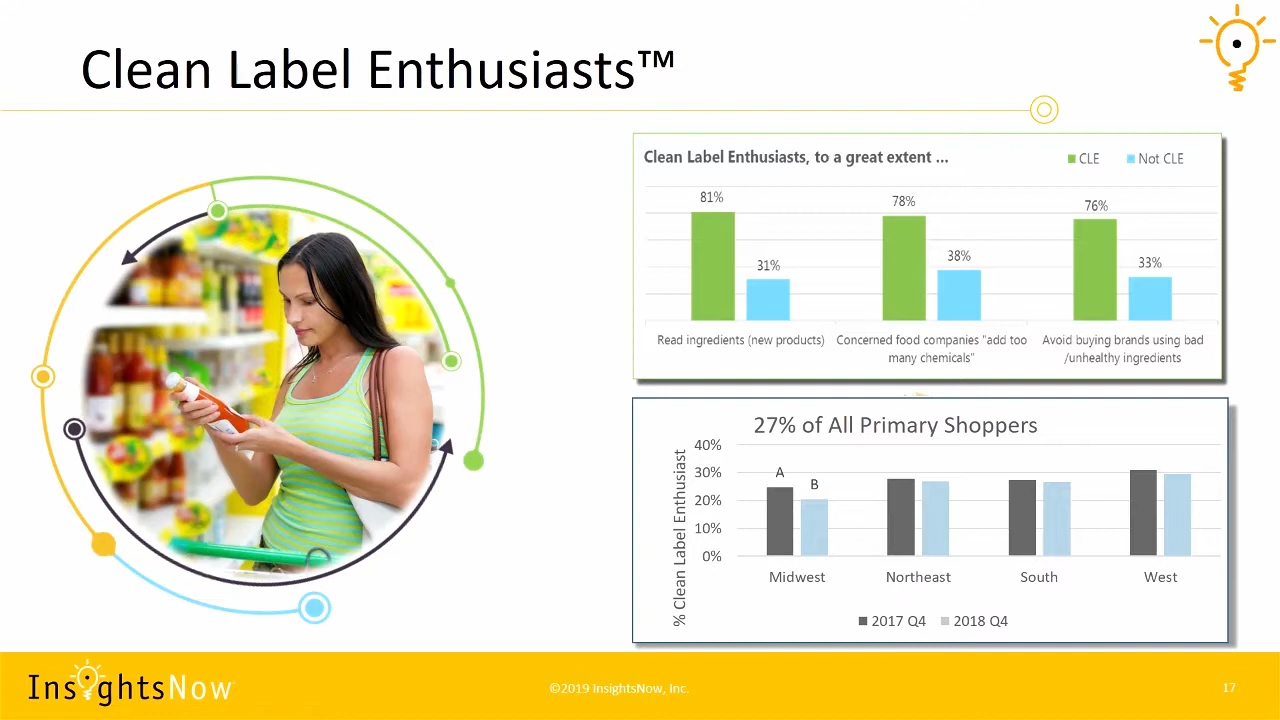 Clean Label Enthusiasts™
Clean Label Enthusiasts, to a great extent ...
CLE
Not CLE
81%
31%
78%
38%
76%
33%
Read ingredients (new products)
Concerned food companies "add too
many chemicals"
Avoid buying brands using bad
/unhealthy ingredients
27% of All Primary Shoppers
% Clean Label Enthusiast
40%
30%
20%
10%
0%
A
B
Midwest
Northeast
South
West
2017 Q4
2018 Q4
InsightsNow
©2019 InsightsNow, Inc.
17